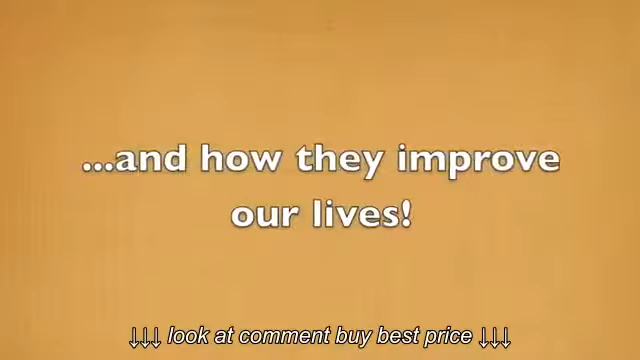 ...and how they improve
our lives!
↓↓↓ look at comment buy best price ↓↓↓